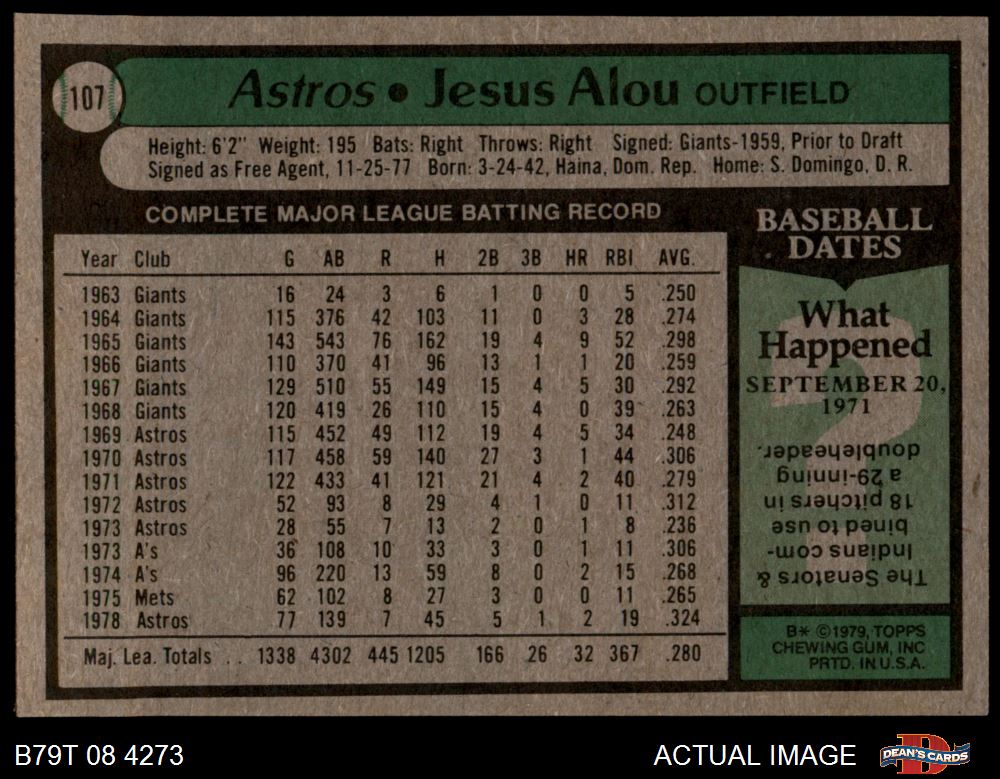 107
Astros • Jesus Alou OUTFIELD
Height: 6'2" Weight: 195 Bats: Right Throws: Right Signed: Giants-1959, Prior to Draft
Signed as Free Agent, 11-25-77 Born: 3-24-42, Haina, Dom. Rep. Home: S. Domingo, D. R.
COMPLETE MAJOR LEAGUE BATTING RECORD
Year Club G AB R H 2B 3B HR RBI AVG.
1963 Giants 16 24 3 6 1 0 0 5 .250
1964 Giants 115 376 42 103 11 0 3 28 .274
1965 Giants 143 543 76 162 19 4 9 52 .298
1966 Giants 110 370 41 96 13 1 1 20 .259
1967 Giants 129 510 55 149 15 4 5 30 .292
1968 Giants 120 419 26 110 15 4 0 39 .263
1969 Astros 115 452 49 112 19 4 5 34 .248
1970 Astros 117 458 59 140 27 3 1 44 .306
1971 Astros 122 433 41 121 21 4 2 40 .279
1972 Astros 52 93 8 29 4 1 0 11 .312
1973 Astros 28 55 7 13 2 0 1 8 .236
1973 A's 36 108 10 33 3 0 1 11 .306
1974 A's 96 220 13 59 8 0 2 15 .268
1975 Mets 62 102 8 27 3 0 0 11 .265
1978 Astros 77 139 7 45 5 1 2 19 .324
Maj. Lea. Totals . . 1338 4302 445 1205 166 26 32 367 .280
BASEBALL
DATES
What
Happened
SEPTEMBER 20,
1971
The Senators &
Indians com-
bined to use
18 pitchers in
a 29-inning
doubleheader.
B* ©1979, TOPPS
CHEWING GUM, INC
PRTD. IN U.S.A.
B79T 08 4273
ACTUAL IMAGE
DEAN'S CARDS